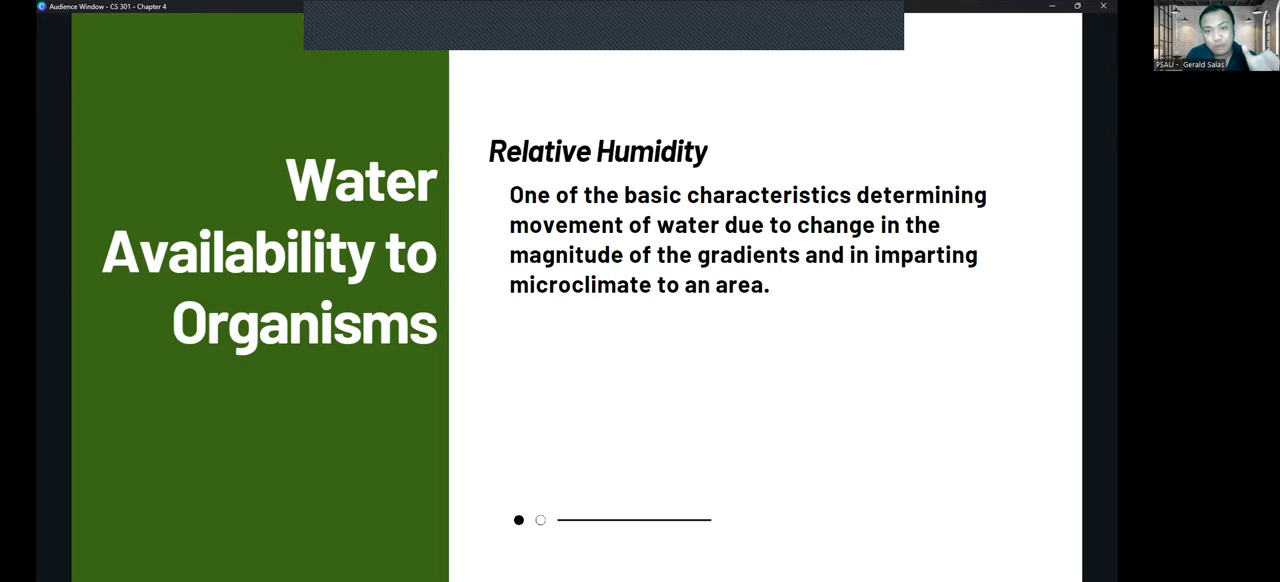 Audience Window - CS 301 - Chapter 4
PSAU - Gerald Salas
Water
Availability to
Organisms
Relative Humidity
One of the basic characteristics determining
movement of water due to change in the
magnitude of the gradients and in imparting
microclimate to an area.